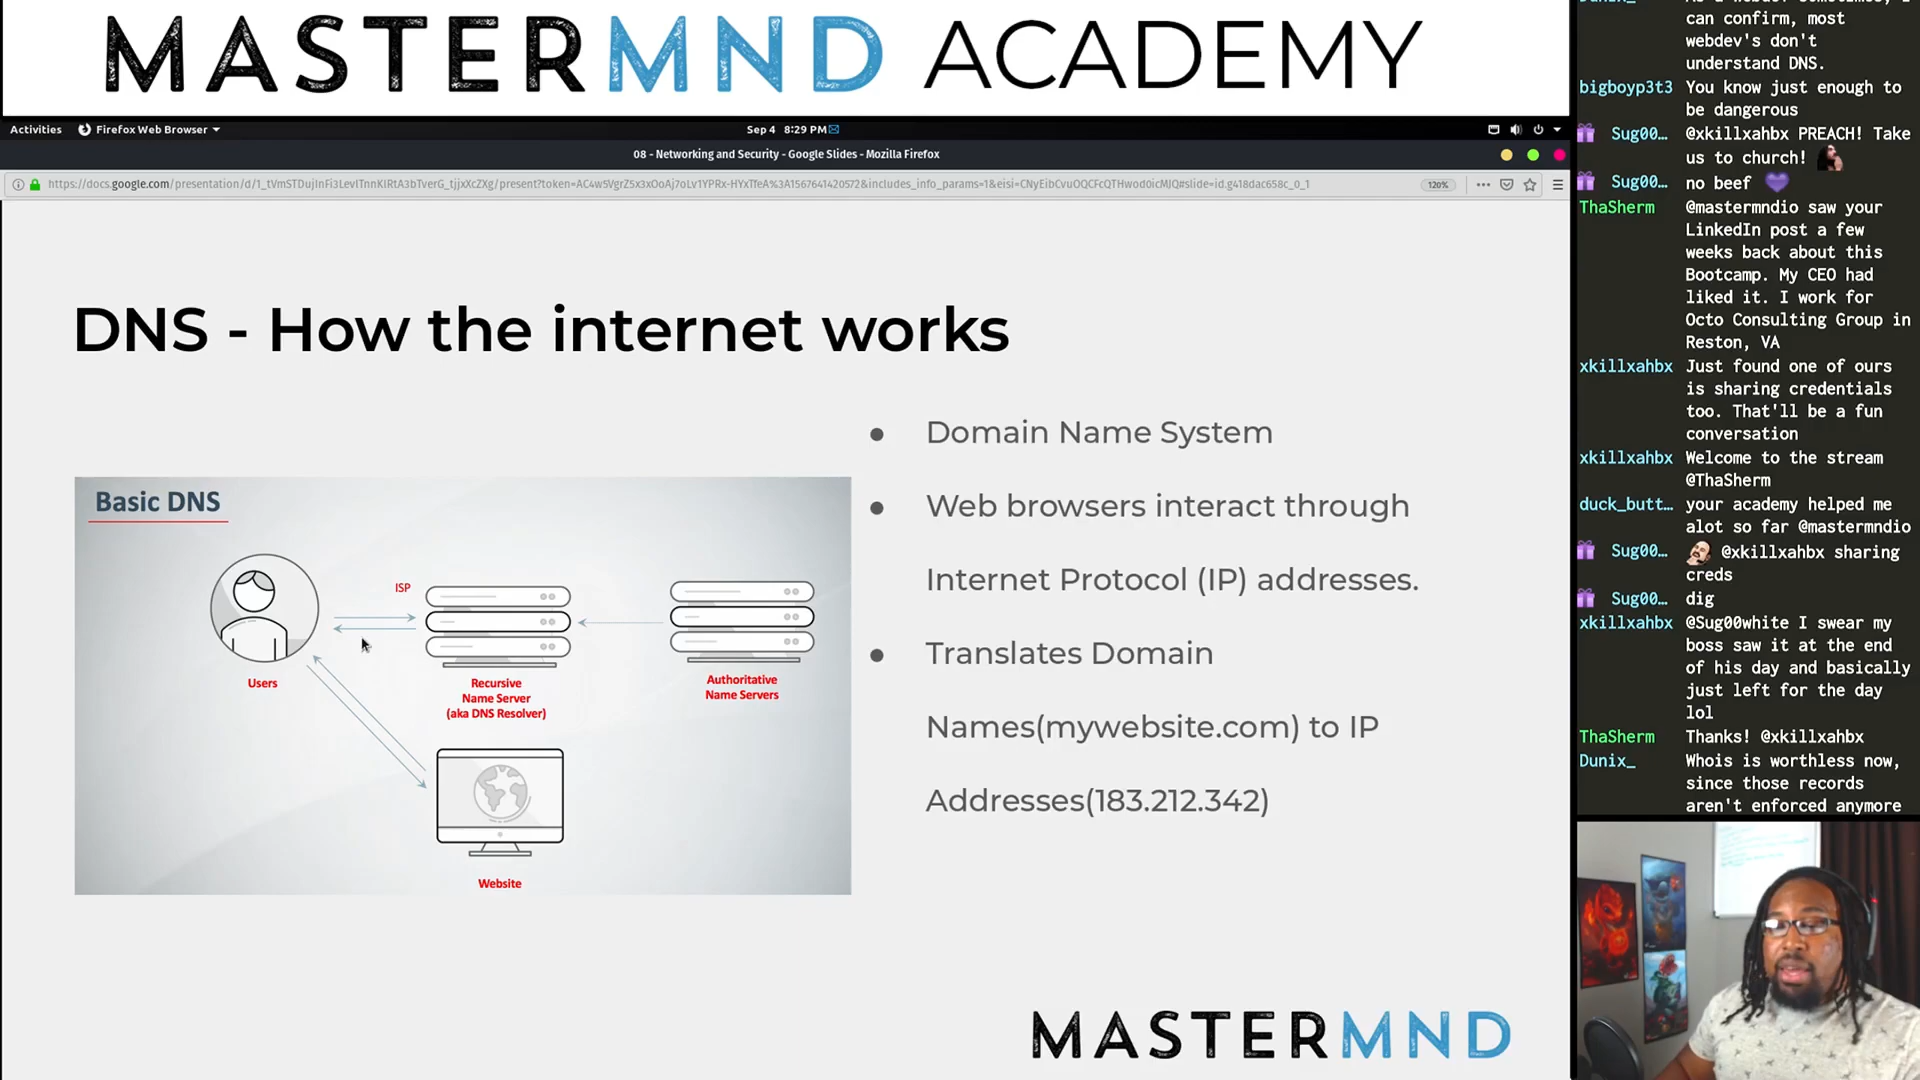 MASTERMND ACADEMY
Activities
Firefox Web Browser
Sep 4 8:29 PM
08 - Networking and Security - Google Slides - Mozilla Firefox
120%
DNS - How the internet works
Basic DNS
ISP
Users
Recursive
Name Server
(aka DNS Resolver)
Authoritative
Name Servers
Website
● Domain Name System
● Web browsers interact through
Internet Protocol (IP) addresses.
● Translates Domain
Names(mywebsite.com) to IP
Addresses(183.212.342)
MASTERMND
can confirm, most
webdev's don't
understand DNS.
bigboyp3t3 You know just enough to
be dangerous
Sug00… @xkillxahbx PREACH! Take
us to church!
Sug00… no beef
ThaSherm @mastermndio saw your
LinkedIn post a few
weeks back about this
Bootcamp. My CEO had
liked it. I work for
Octo Consulting Group in
Reston, VA
xkillxahbx Just found one of ours
is sharing credentials
too. That'll be a fun
conversation
xkillxahbx Welcome to the stream
@ThaSherm
duck_butt… your academy helped me
alot so far @mastermndio
Sug00… @xkillxahbx sharing
creds
Sug00… dig
xkillxahbx @Sug00white I swear my
boss saw it at the end
of his day and basically
just left for the day
lol
ThaSherm Thanks! @xkillxahbx
Dunix_ Whois is worthless now,
since those records
aren't enforced anymore